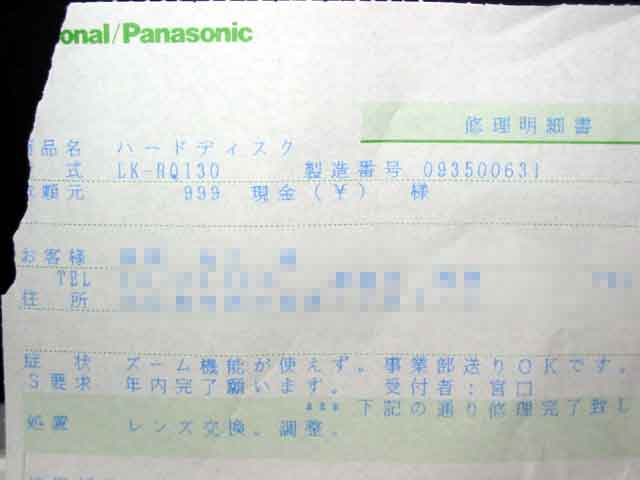 onal/Panasonic
修理明細書
商品名 ハードディスク
式 LK-RQ130 製造番号 093500631
依頼元 999 現金(¥) 様
お客様
TEL TEL
住 所
症 状 ズーム機能が使えず。事業部送りOKです。
S要求 年内完了願います。 受付者:宮口
*** 下記の通り修理完了致し
処置 レンズ交換。調整。